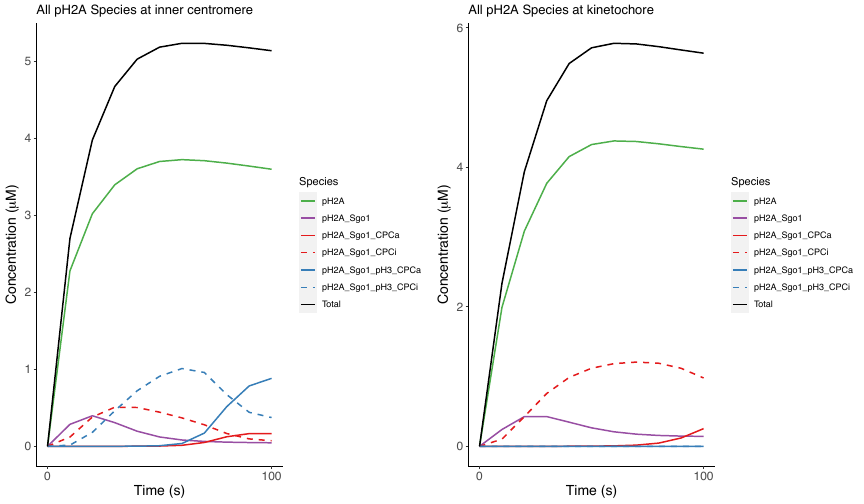 All pH2A Species at inner centromere
5
4
3
2
1
0
0
100
Time (s)
Concentration (μM)
Species
pH2A
pH2A_Sgo1
pH2A_Sgo1_CPCa
pH2A_Sgo1_CPCi
pH2A_Sgo1_pH3_CPCa
pH2A_Sgo1_pH3_CPCi
Total
All pH2A Species at kinetochore
6
4
2
0
0
100
Time (s)
Concentration (μM)
Species
pH2A
pH2A_Sgo1
pH2A_Sgo1_CPCa
pH2A_Sgo1_CPCi
pH2A_Sgo1_pH3_CPCa
pH2A_Sgo1_pH3_CPCi
Total